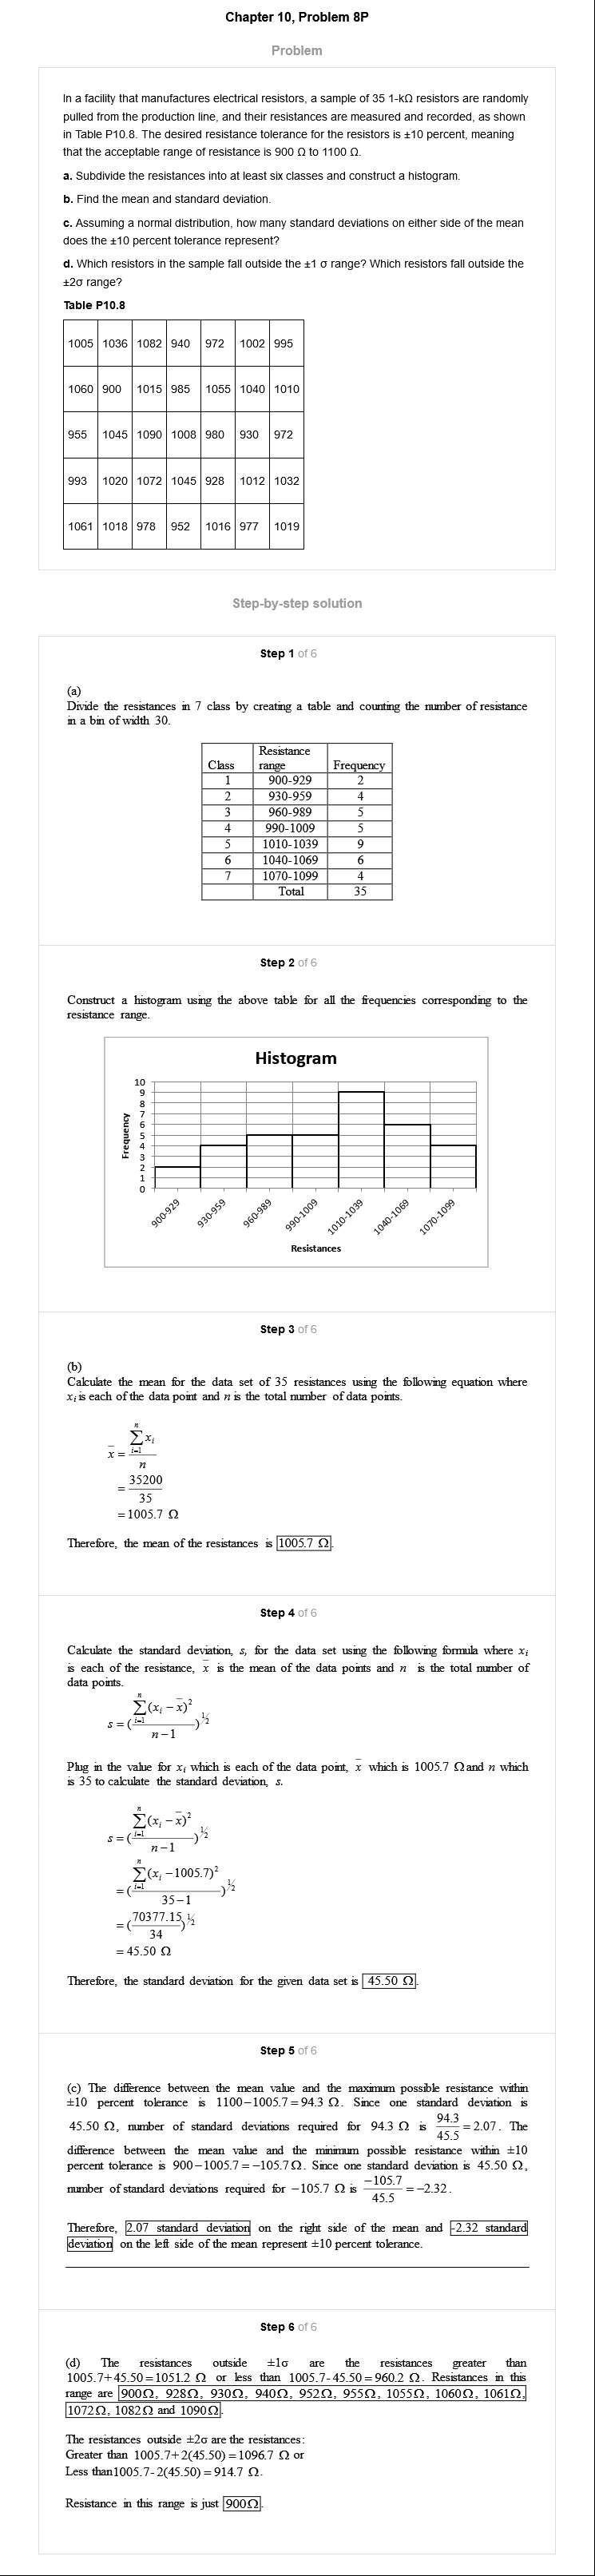 Chapter 10, Problem 8P
Problem
In a facility that manufactures electrical resistors, a sample of 35 1-kΩ resistors are randomly
pulled from the production line, and their resistances are measured and recorded, as shown
in Table P10.8. The desired resistance tolerance for the resistors is ±10 percent, meaning
that the acceptable range of resistance is 900 Ω to 1100 Ω.
a. Subdivide the resistances into at least six classes and construct a histogram.
b. Find the mean and standard deviation.
c. Assuming a normal distribution, how many standard deviations on either side of the mean
does the ±10 percent tolerance represent?
d. Which resistors in the sample fall outside the ±1 σ range? Which resistors fall outside the
±2σ range?
Table P10.8
1005 1036 1082 940 972 1002 995
1060 900 1015 985 1055 1040 1010
955 1045 1090 1008 980 930 972
993 1020 1072 1045 928 1012 1032
1061 1018 978 952 1016 977 1019
Step-by-step solution
Step 1 of 6
(a)
Divide the resistances in 7 class by creating a table and counting the number of resistance
in a bin of width 30.
Resistance
Class range Frequency
1 900-929 2
2 930-959 4
3 960-989 5
4 990-1009 5
5 1010-1039 9
6 1040-1069 6
7 1070-1099 4
Total 35
Step 2 of 6
Construct a histogram using the above table for all the frequencies corresponding to the
resistance range.
Histogram
10
9
8
7
6
5
4
3
2
1
0
Frequency
900-929 930-959 960-989 990-1009 1010-1039 1040-1069 1070-1099
Resistances
Step 3 of 6
(b)
Calculate the mean for the data set of 35 resistances using the following equation where
x_i is each of the data point and n is the total number of data points.
x̄ = \frac{\sum_{i=1}^{n} x_i}{n}
= \frac{35200}{35}
= 1005.7 Ω
Therefore, the mean of the resistances is 1005.7 Ω.
Step 4 of 6
Calculate the standard deviation, s, for the data set using the following formula where x_i
is each of the resistance, x̄ is the mean of the data points and n is the total number of
data points.
s = (\frac{\sum_{i=1}^{n} (x_i − x̄)^2}{n−1})^{1/2}
Plug in the value for x_i which is each of the data point, x̄ which is 1005.7 Ω and n which
is 35 to calculate the standard deviation, s.
s = (\frac{\sum_{i=1}^{n} (x_i − x̄)^2}{n−1})^{1/2}
= (\frac{\sum_{i=1}^{n} (x_i − 1005.7)^2}{35−1})^{1/2}
= (\frac{70377.15}{34})^{1/2}
= 45.50 Ω
Therefore, the standard deviation for the given data set is 45.50 Ω.
Step 5 of 6
(c) The difference between the mean value and the maximum possible resistance within
±10 percent tolerance is 1100−1005.7=94.3 Ω. Since one standard deviation is
45.50 Ω, number of standard deviations required for 94.3 Ω is \frac{94.3}{45.5} = 2.07. The
difference between the mean value and the minimum possible resistance within ±10
percent tolerance is 900−1005.7=−105.7Ω. Since one standard deviation is 45.50 Ω,
number of standard deviations required for −105.7 Ω is \frac{−105.7}{45.5} = −2.32.
Therefore, 2.07 standard deviation on the right side of the mean and -2.32 standard
deviation on the left side of the mean represent ±10 percent tolerance.
Step 6 of 6
(d) The resistances outside ±1σ are the resistances greater than
1005.7+45.50=1051.2 Ω or less than 1005.7-45.50=960.2 Ω. Resistances in this
range are 900Ω, 928Ω, 930Ω, 940Ω, 952Ω, 955Ω, 1055Ω, 1060Ω, 1061Ω,
1072Ω, 1082Ω and 1090Ω.
The resistances outside ±2σ are the resistances:
Greater than 1005.7+2(45.50)=1096.7 Ω or
Less than 1005.7-2(45.50)=914.7 Ω.
Resistance in this range is just 900Ω.